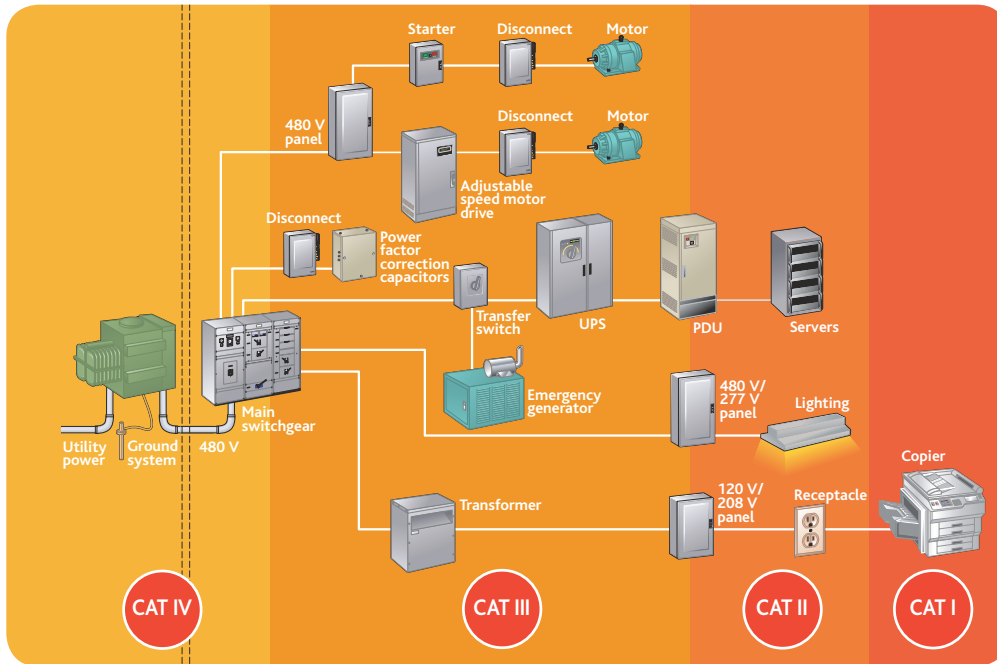 Starter
Disconnect
Motor
480 V
panel
Disconnect
Motor
Adjustable
speed motor
drive
Disconnect
Power
factor
correction
capacitors
Transfer
switch
UPS
PDU
Servers
Emergency
generator
480 V/
277 V
panel
Lighting
Main
switchgear
Utility
power
Ground
system
480 V
Transformer
120 V/
208 V
panel
Receptacle
Copier
CAT IV
CAT III
CAT II
CAT I